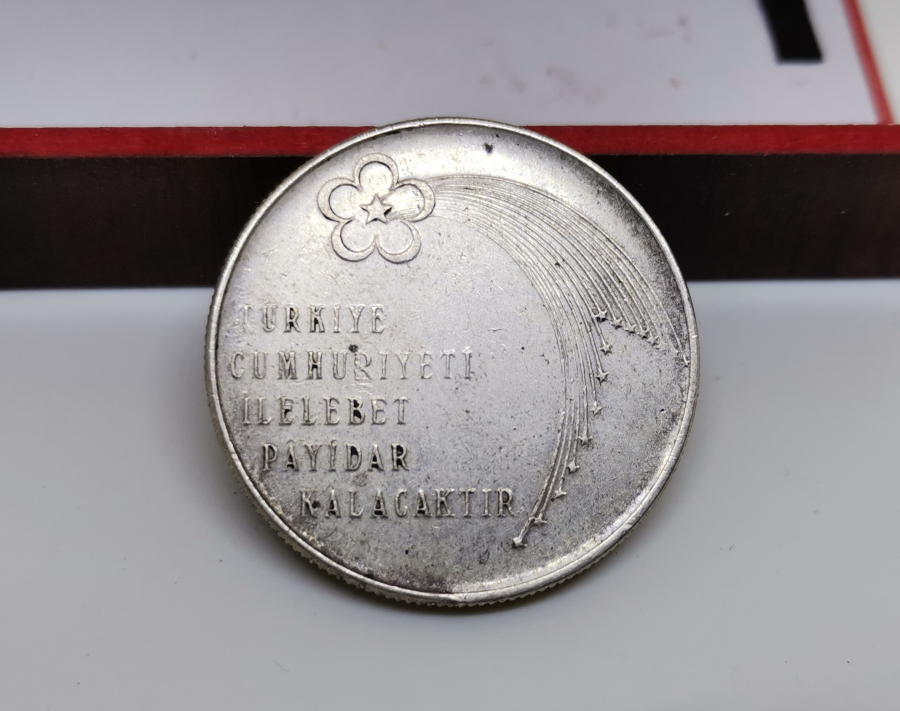 TÜRKİYE
CUMHURİYETİ
İLELEBET
PAYİDAR
KALACAKTIR